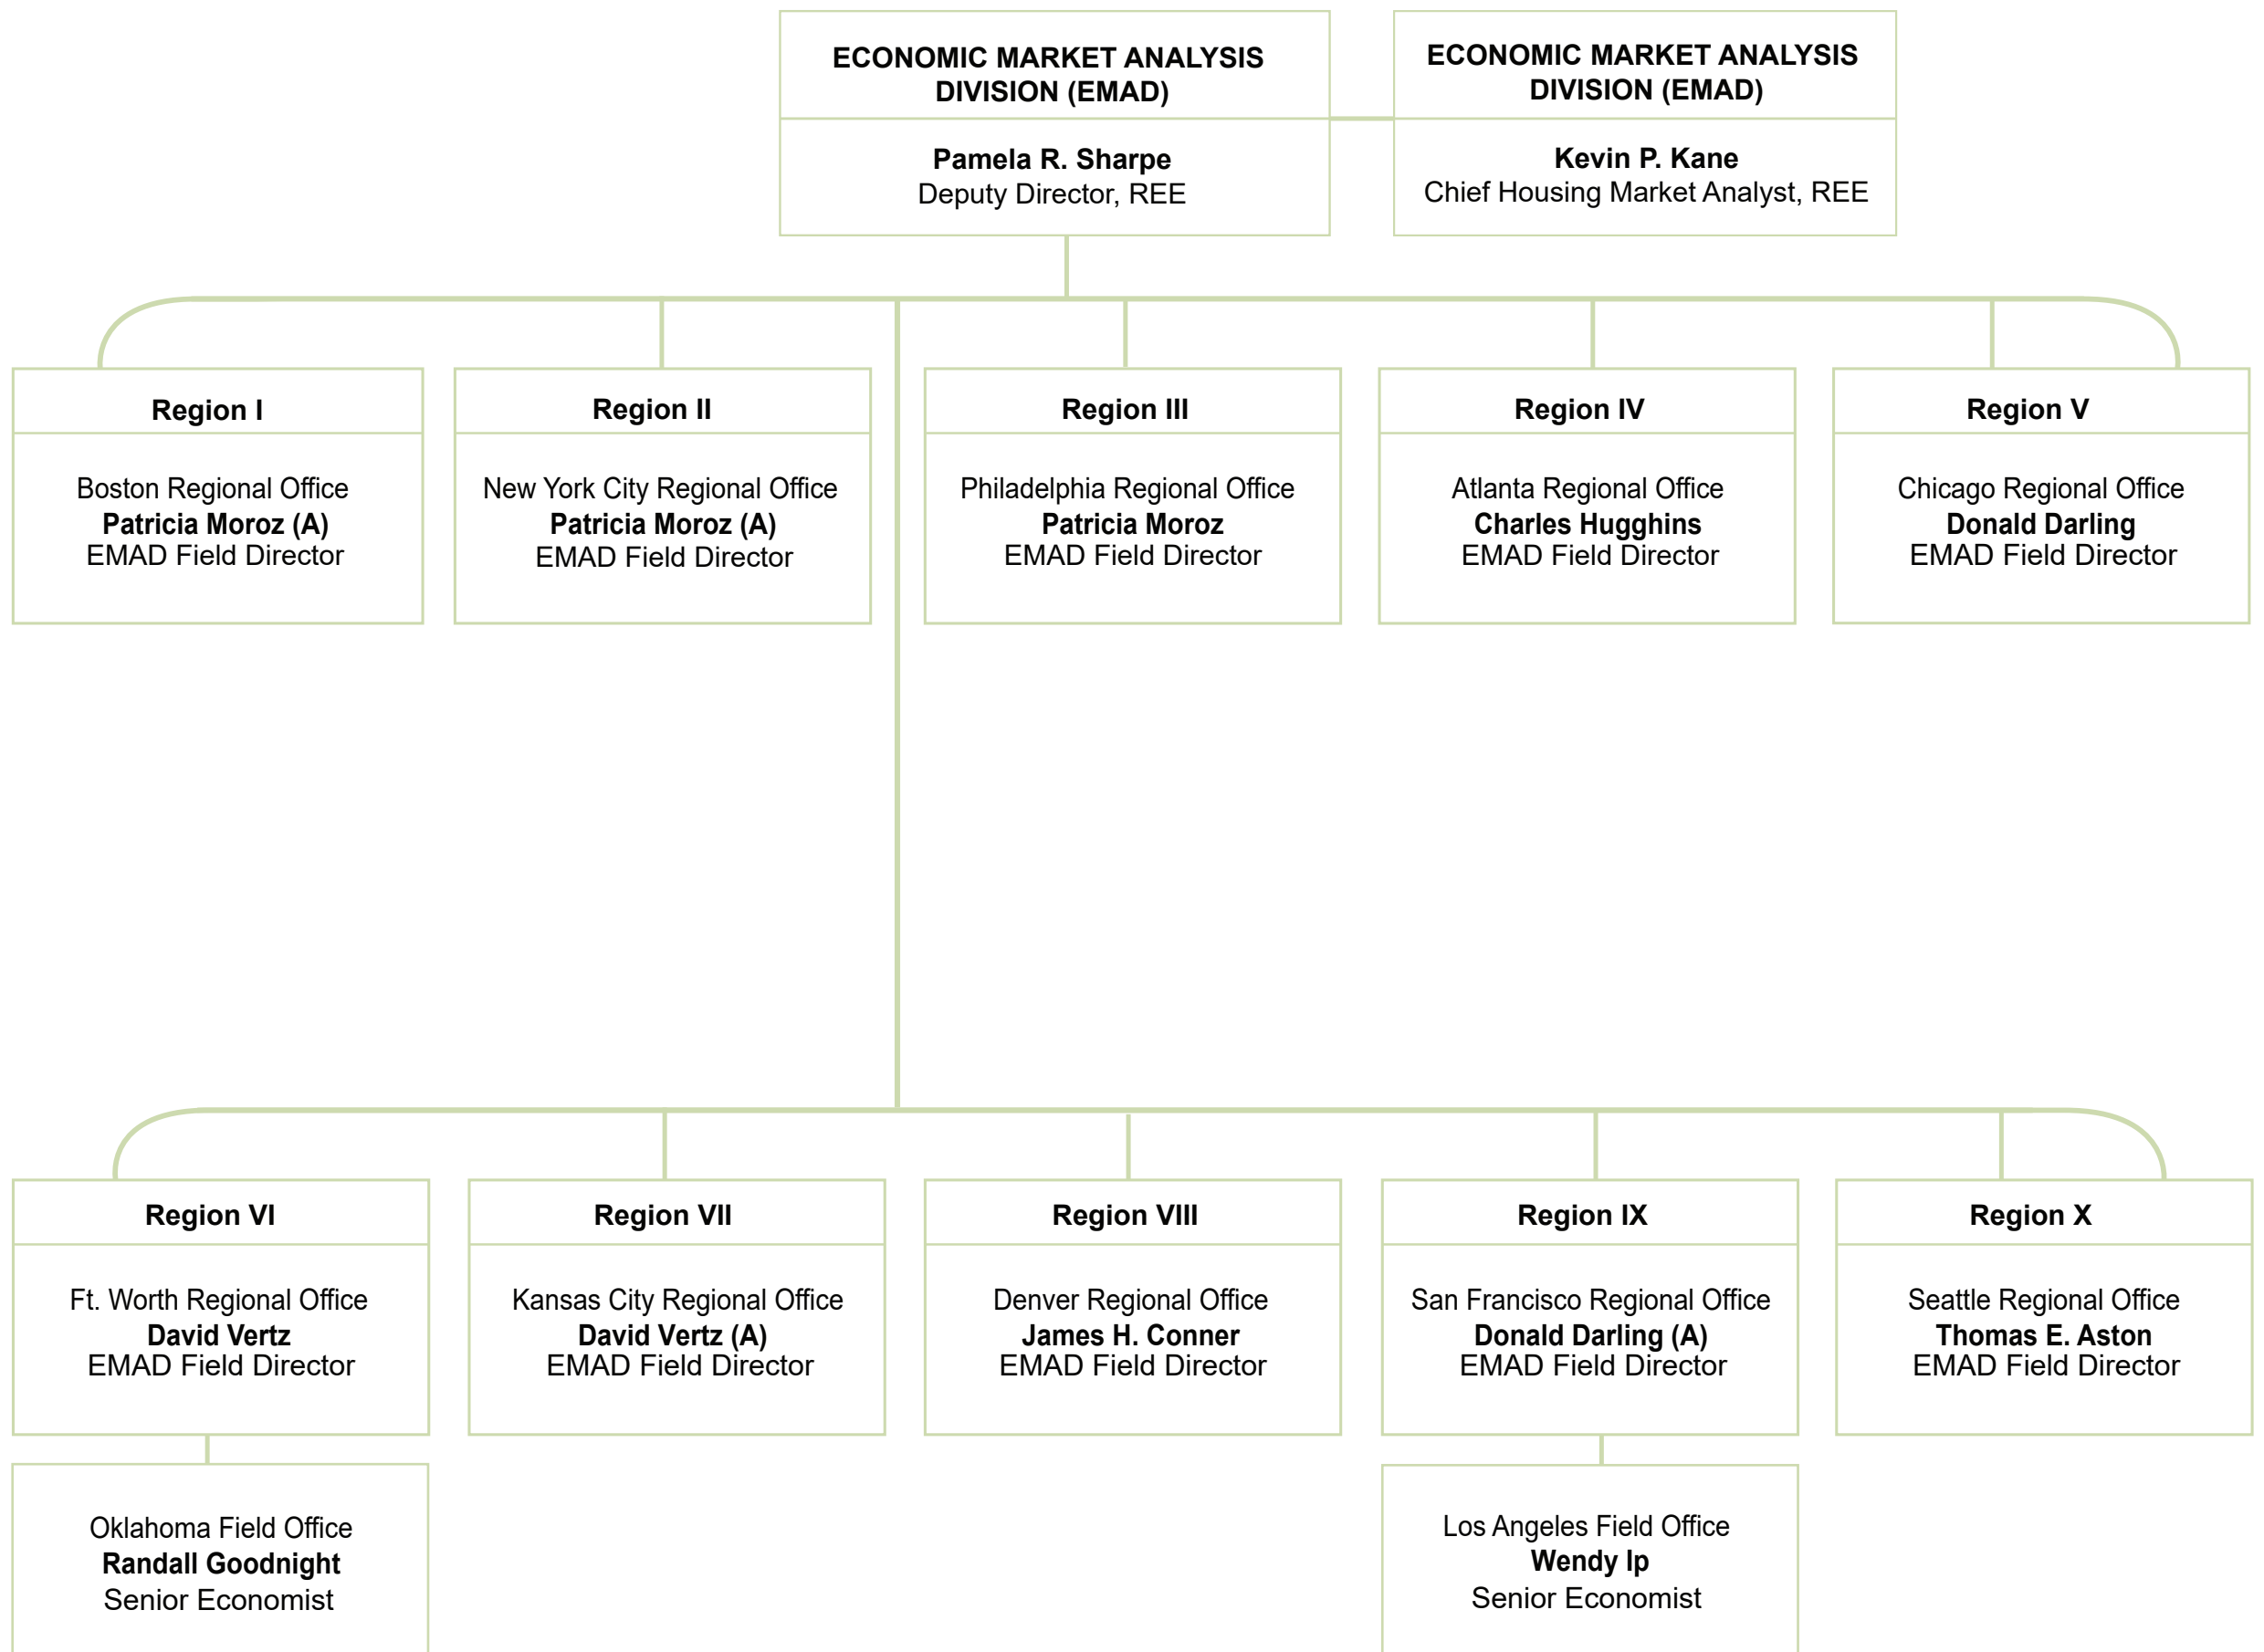 ECONOMIC MARKET ANALYSIS
DIVISION (EMAD)
Pamela R. Sharpe
Deputy Director, REE
ECONOMIC MARKET ANALYSIS
DIVISION (EMAD)
Kevin P. Kane
Chief Housing Market Analyst, REE
Region I
Boston Regional Office
Patricia Moroz (A)
EMAD Field Director
Region II
New York City Regional Office
Patricia Moroz (A)
EMAD Field Director
Region III
Philadelphia Regional Office
Patricia Moroz
EMAD Field Director
Region IV
Atlanta Regional Office
Charles Hugghins
EMAD Field Director
Region V
Chicago Regional Office
Donald Darling
EMAD Field Director
Region VI
Ft. Worth Regional Office
David Vertz
EMAD Field Director
Region VII
Kansas City Regional Office
David Vertz (A)
EMAD Field Director
Region VIII
Denver Regional Office
James H. Conner
EMAD Field Director
Region IX
San Francisco Regional Office
Donald Darling (A)
EMAD Field Director
Region X
Seattle Regional Office
Thomas E. Aston
EMAD Field Director
Oklahoma Field Office
Randall Goodnight
Senior Economist
Los Angeles Field Office
Wendy Ip
Senior Economist